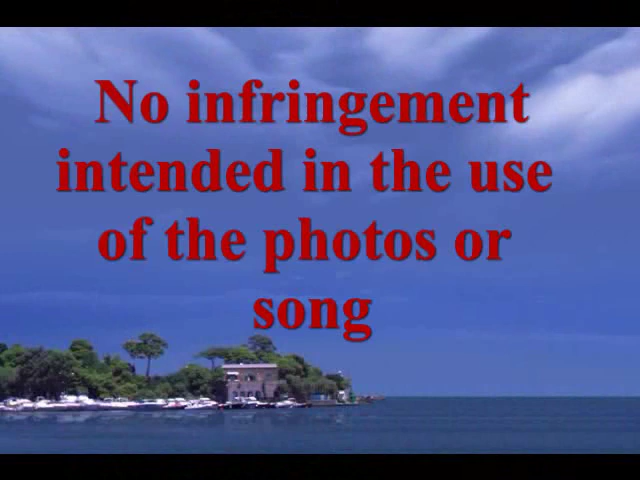 No infringement
intended in the use
of the photos or
song